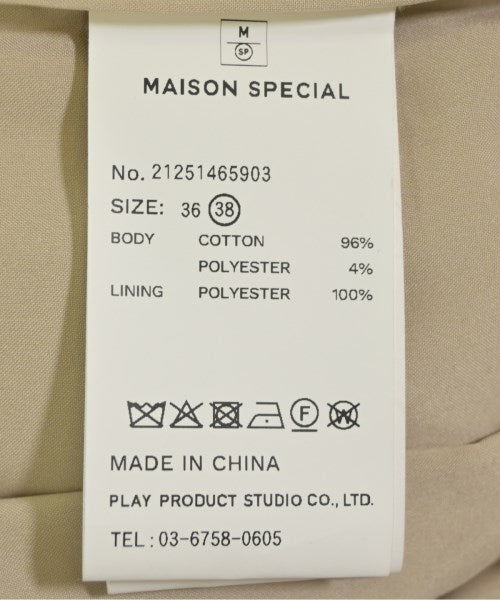 M
SP
MAISON SPECIAL
No. 21251465903
SIZE: 36 38
BODY COTTON 96%
POLYESTER 4%
LINING POLYESTER 100%
F W
MADE IN CHINA
PLAY PRODUCT STUDIO CO., LTD.
TEL : 03-6758-0605